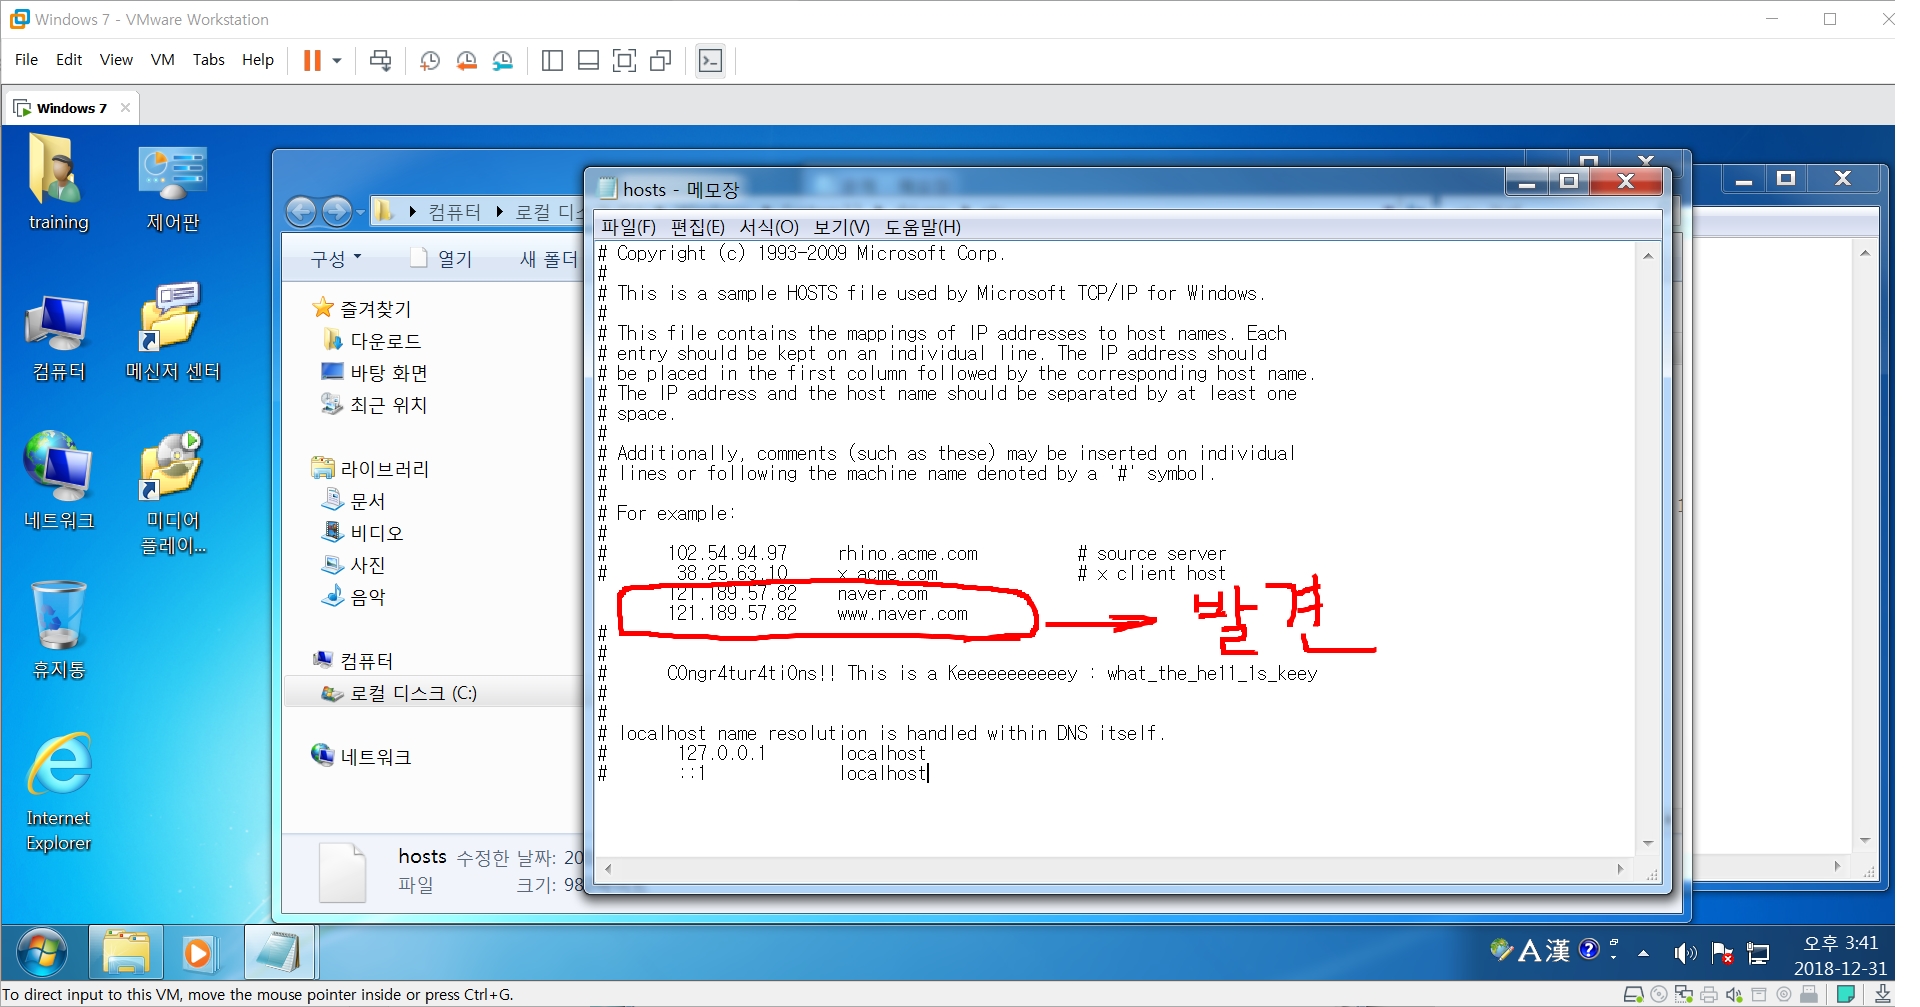 Windows 7 - VMware Workstation
File Edit View VM Tabs Help
Windows 7
training
제어판
컴퓨터
메신저 센터
네트워크
미디어
플레이...
휴지통
Internet
Explorer
컴퓨터 로컬 디스
구성 열기 새 폴더
즐겨찾기
다운로드
바탕 화면
최근 위치
라이브러리
문서
비디오
사진
음악
컴퓨터
로컬 디스크 (C:)
네트워크
hosts 수정한 날짜: 20
파일 크기: 98
hosts - 메모장
파일(F) 편집(E) 서식(O) 보기(V) 도움말(H)
# Copyright (c) 1993-2009 Microsoft Corp.
#
# This is a sample HOSTS file used by Microsoft TCP/IP for Windows.
#
# This file contains the mappings of IP addresses to host names. Each
# entry should be kept on an individual line. The IP address should
# be placed in the first column followed by the corresponding host name.
# The IP address and the host name should be separated by at least one
# space.
#
# Additionally, comments (such as these) may be inserted on individual
# lines or following the machine name denoted by a '#' symbol.
#
# For example:
#
# 102.54.94.97 rhino.acme.com # source server
# 38.25.63.10 x.acme.com # x client host
121.189.57.82 naver.com
121.189.57.82 www.naver.com
발견
#
#
# C0ngr4tur4ti0ns!! This is a Keeeeeeeeeeey : what_the_he11_1s_keey
#
#
# localhost name resolution is handled within DNS itself.
# 127.0.0.1 localhost
# ::1 localhost
A 漢
오후 3:41
2018-12-31
To direct input to this VM, move the mouse pointer inside or press Ctrl+G.